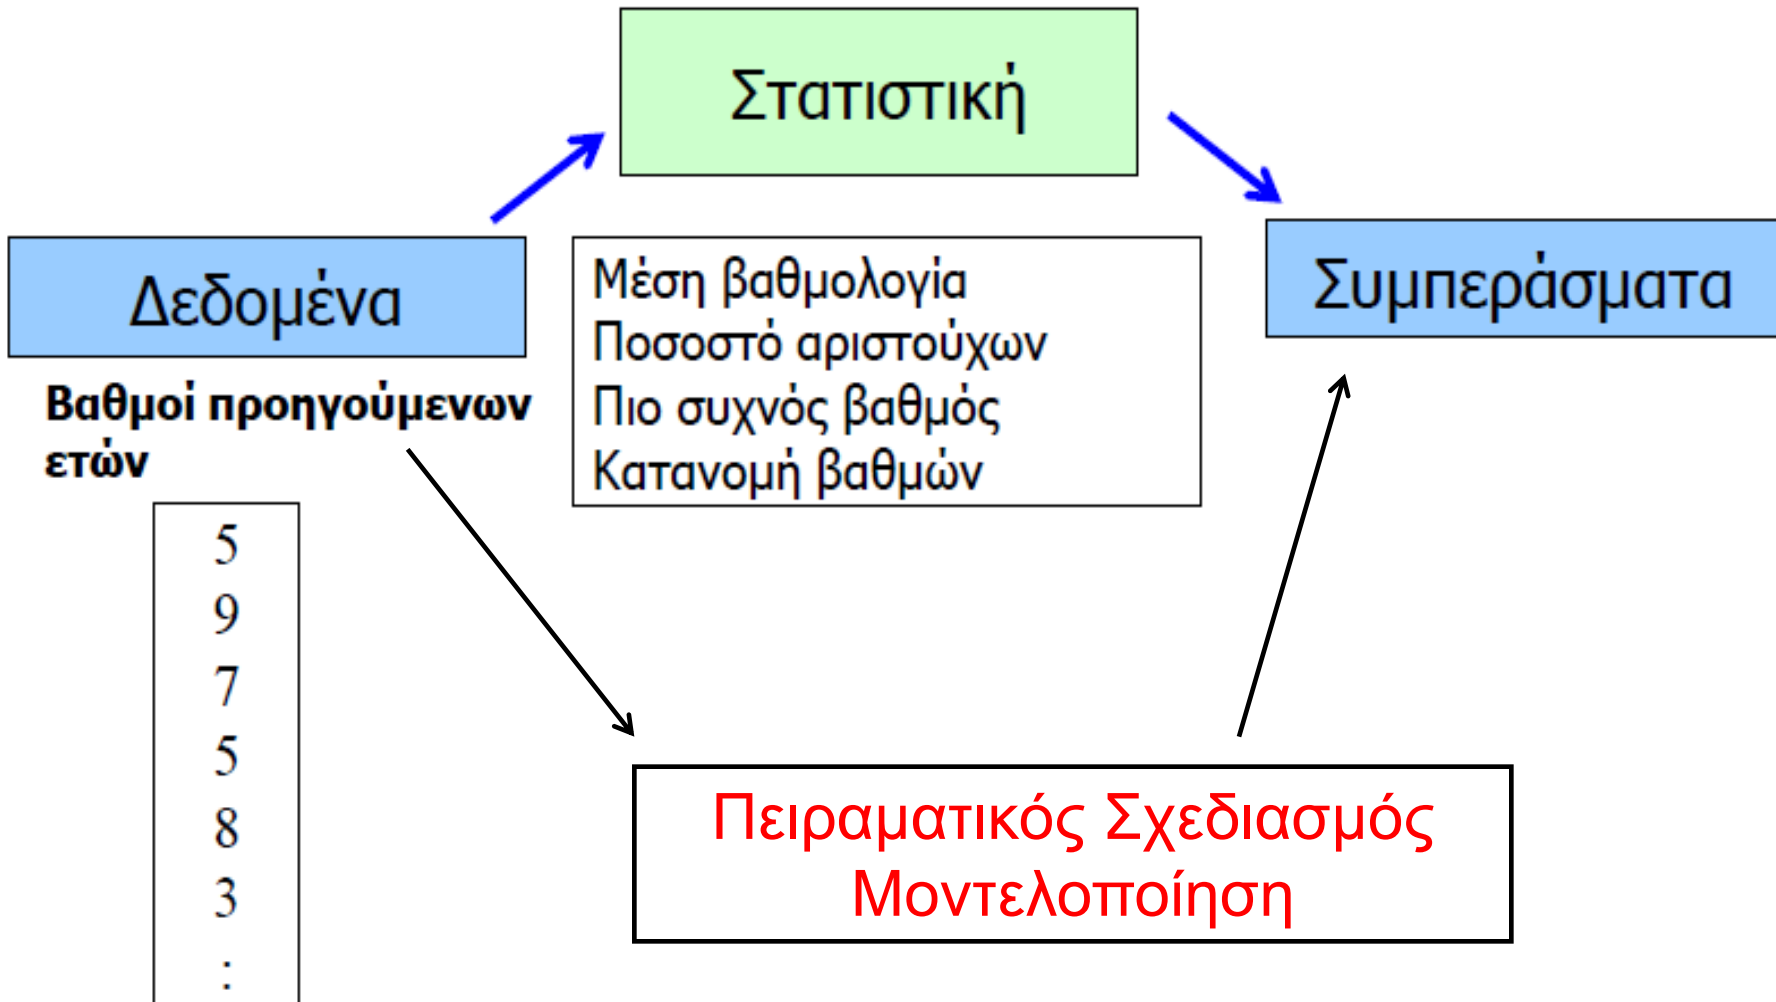 Στατιστική
Δεδομένα
Βαθμοί προηγούμενων
ετών
5
9
7
5
8
3
:
Μέση βαθμολογία
Ποσοστό αριστούχων
Πιο συχνός βαθμός
Κατανομή βαθμών
Συμπεράσματα
Πειραματικός Σχεδιασμός
Μοντελοποίηση